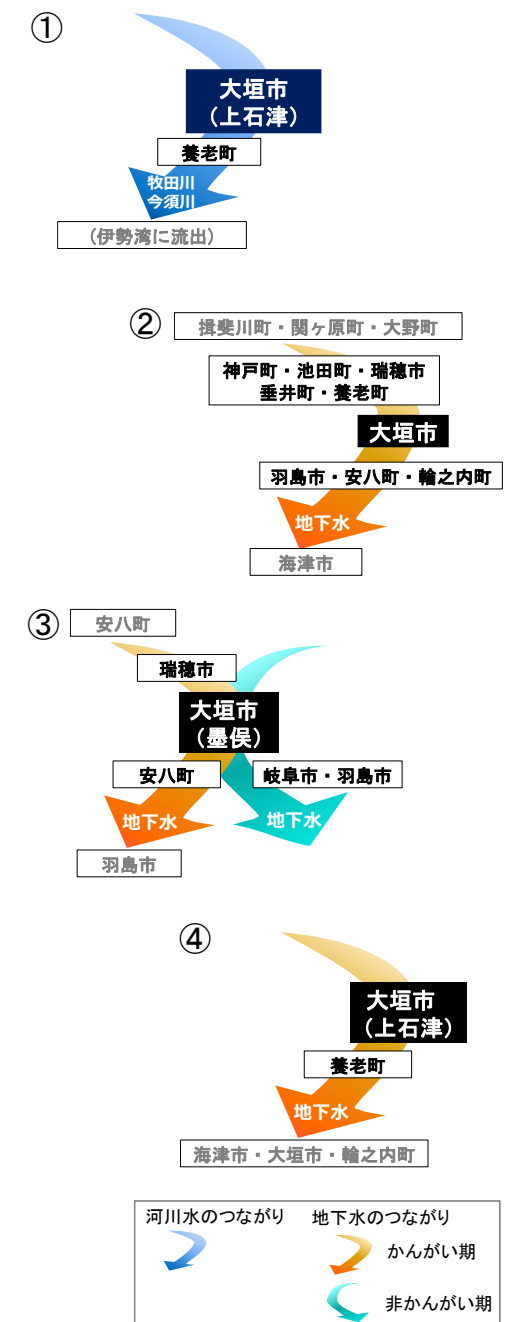 ①
大垣市
（上石津）
養老町
牧田川
今須川
（伊勢湾に流出）
②
揖斐川町・関ヶ原町・大野町
神戸町・池田町・瑞穂市
垂井町・養老町
大垣市
羽島市・安八町・輪之内町
地下水
海津市
③
安八町
瑞穂市
大垣市
（墨俣）
安八町
岐阜市・羽島市
地下水
地下水
羽島市
④
大垣市
（上石津）
養老町
地下水
海津市・大垣市・輪之内町
河川水のつながり
地下水のつながり
かんがい期
非かんがい期